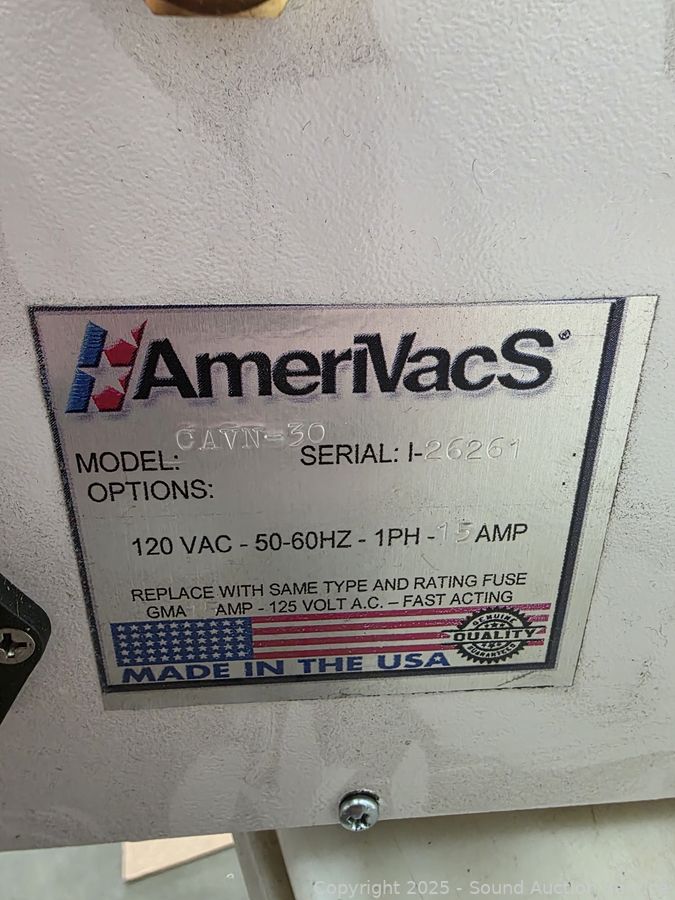 AmeriVacS®
MODEL: CAVN-30 SERIAL: I-26261
OPTIONS:
120 VAC - 50-60HZ - 1PH - 15 AMP
REPLACE WITH SAME TYPE AND RATING FUSE
GMA AMP - 125 VOLT A.C. – FAST ACTING
GENUINE
QUALITY
GUARANTEED
MADE IN THE USA
Copyright 2025 - Sound Auction Service